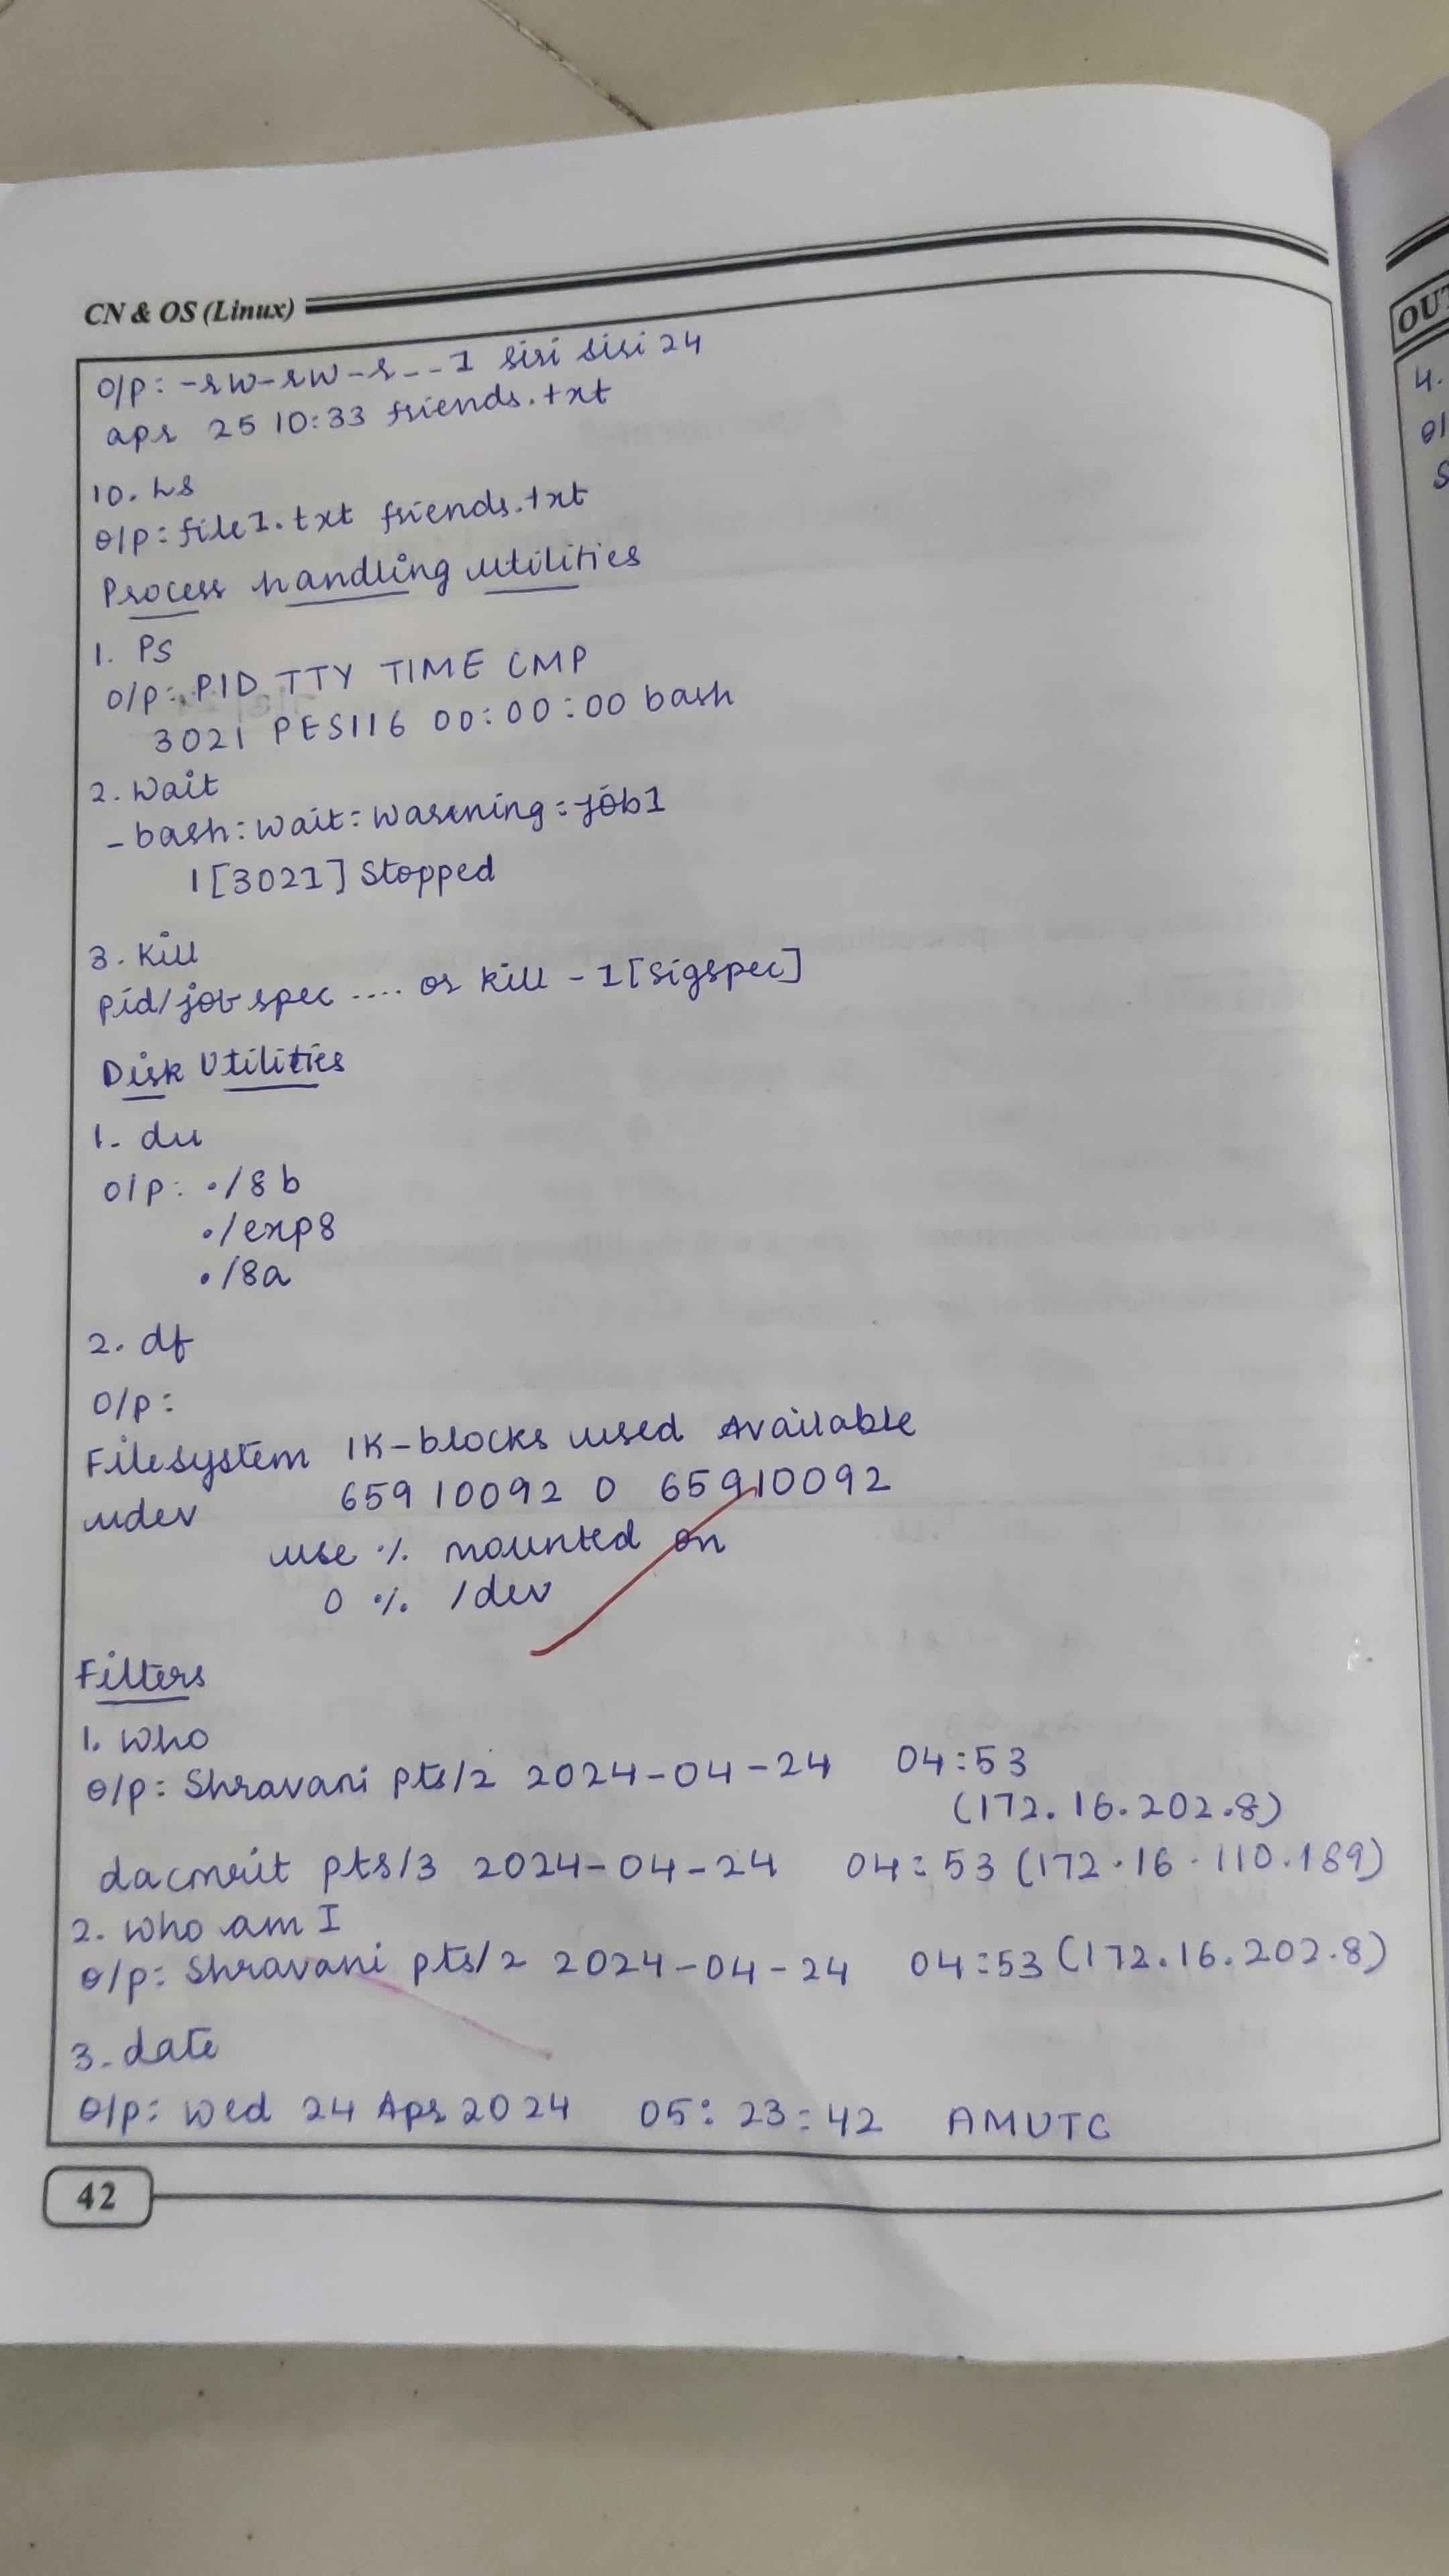 CN & OS (Linux)
O/P: -rw-rw-r--1 siri siri 24
apr 25 10:33 friends.txt
10. Ls
O/P: file1.txt friends.txt
Process handling utilities
1. PS
O/P: PID TTY TIME CMP
3021 PES116 00:00:00 bash
2. Wait
-bash: wait: warning: job1
1[3021] Stopped
3. Kill
pid/job spec .... or kill -1[sigspec]
Disk Utilities
1. du
O/P: ./8b
./exp8
./8a
2. df
O/P:
Filesystem 1K-blocks used Available
udev 65910092 0 65910092
use % mounted on
0 % /dev
Filters
1. Who
O/P: Shravani pts/2 2024-04-24 04:53
(172.16.202.8)
dacmrit pts/3 2024-04-24 04:53 (172.16.110.189)
2. Who am I
O/P: Shravani pts/2 2024-04-24 04:53 (172.16.202.8)
3. date
O/P: Wed 24 Apr 2024 05:23:42 AMUTC
42
OUT
4.